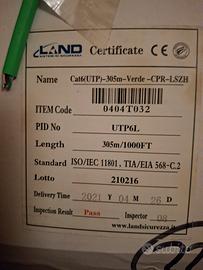 LAND Certificate
Name Cat6(UTP)-305m-Verde -CPR-LSZH
ITEM Code 0404T032
PID No UTP6L
Length 305m/1000FT
Standard ISO/IEC 11801, TIA/EIA 568-C.2
Lotto 210216
Delivery Time 2021 Y 04 M 26 D
Inspection Result Pass Inspector 08
www.landsicurezza.it
subito